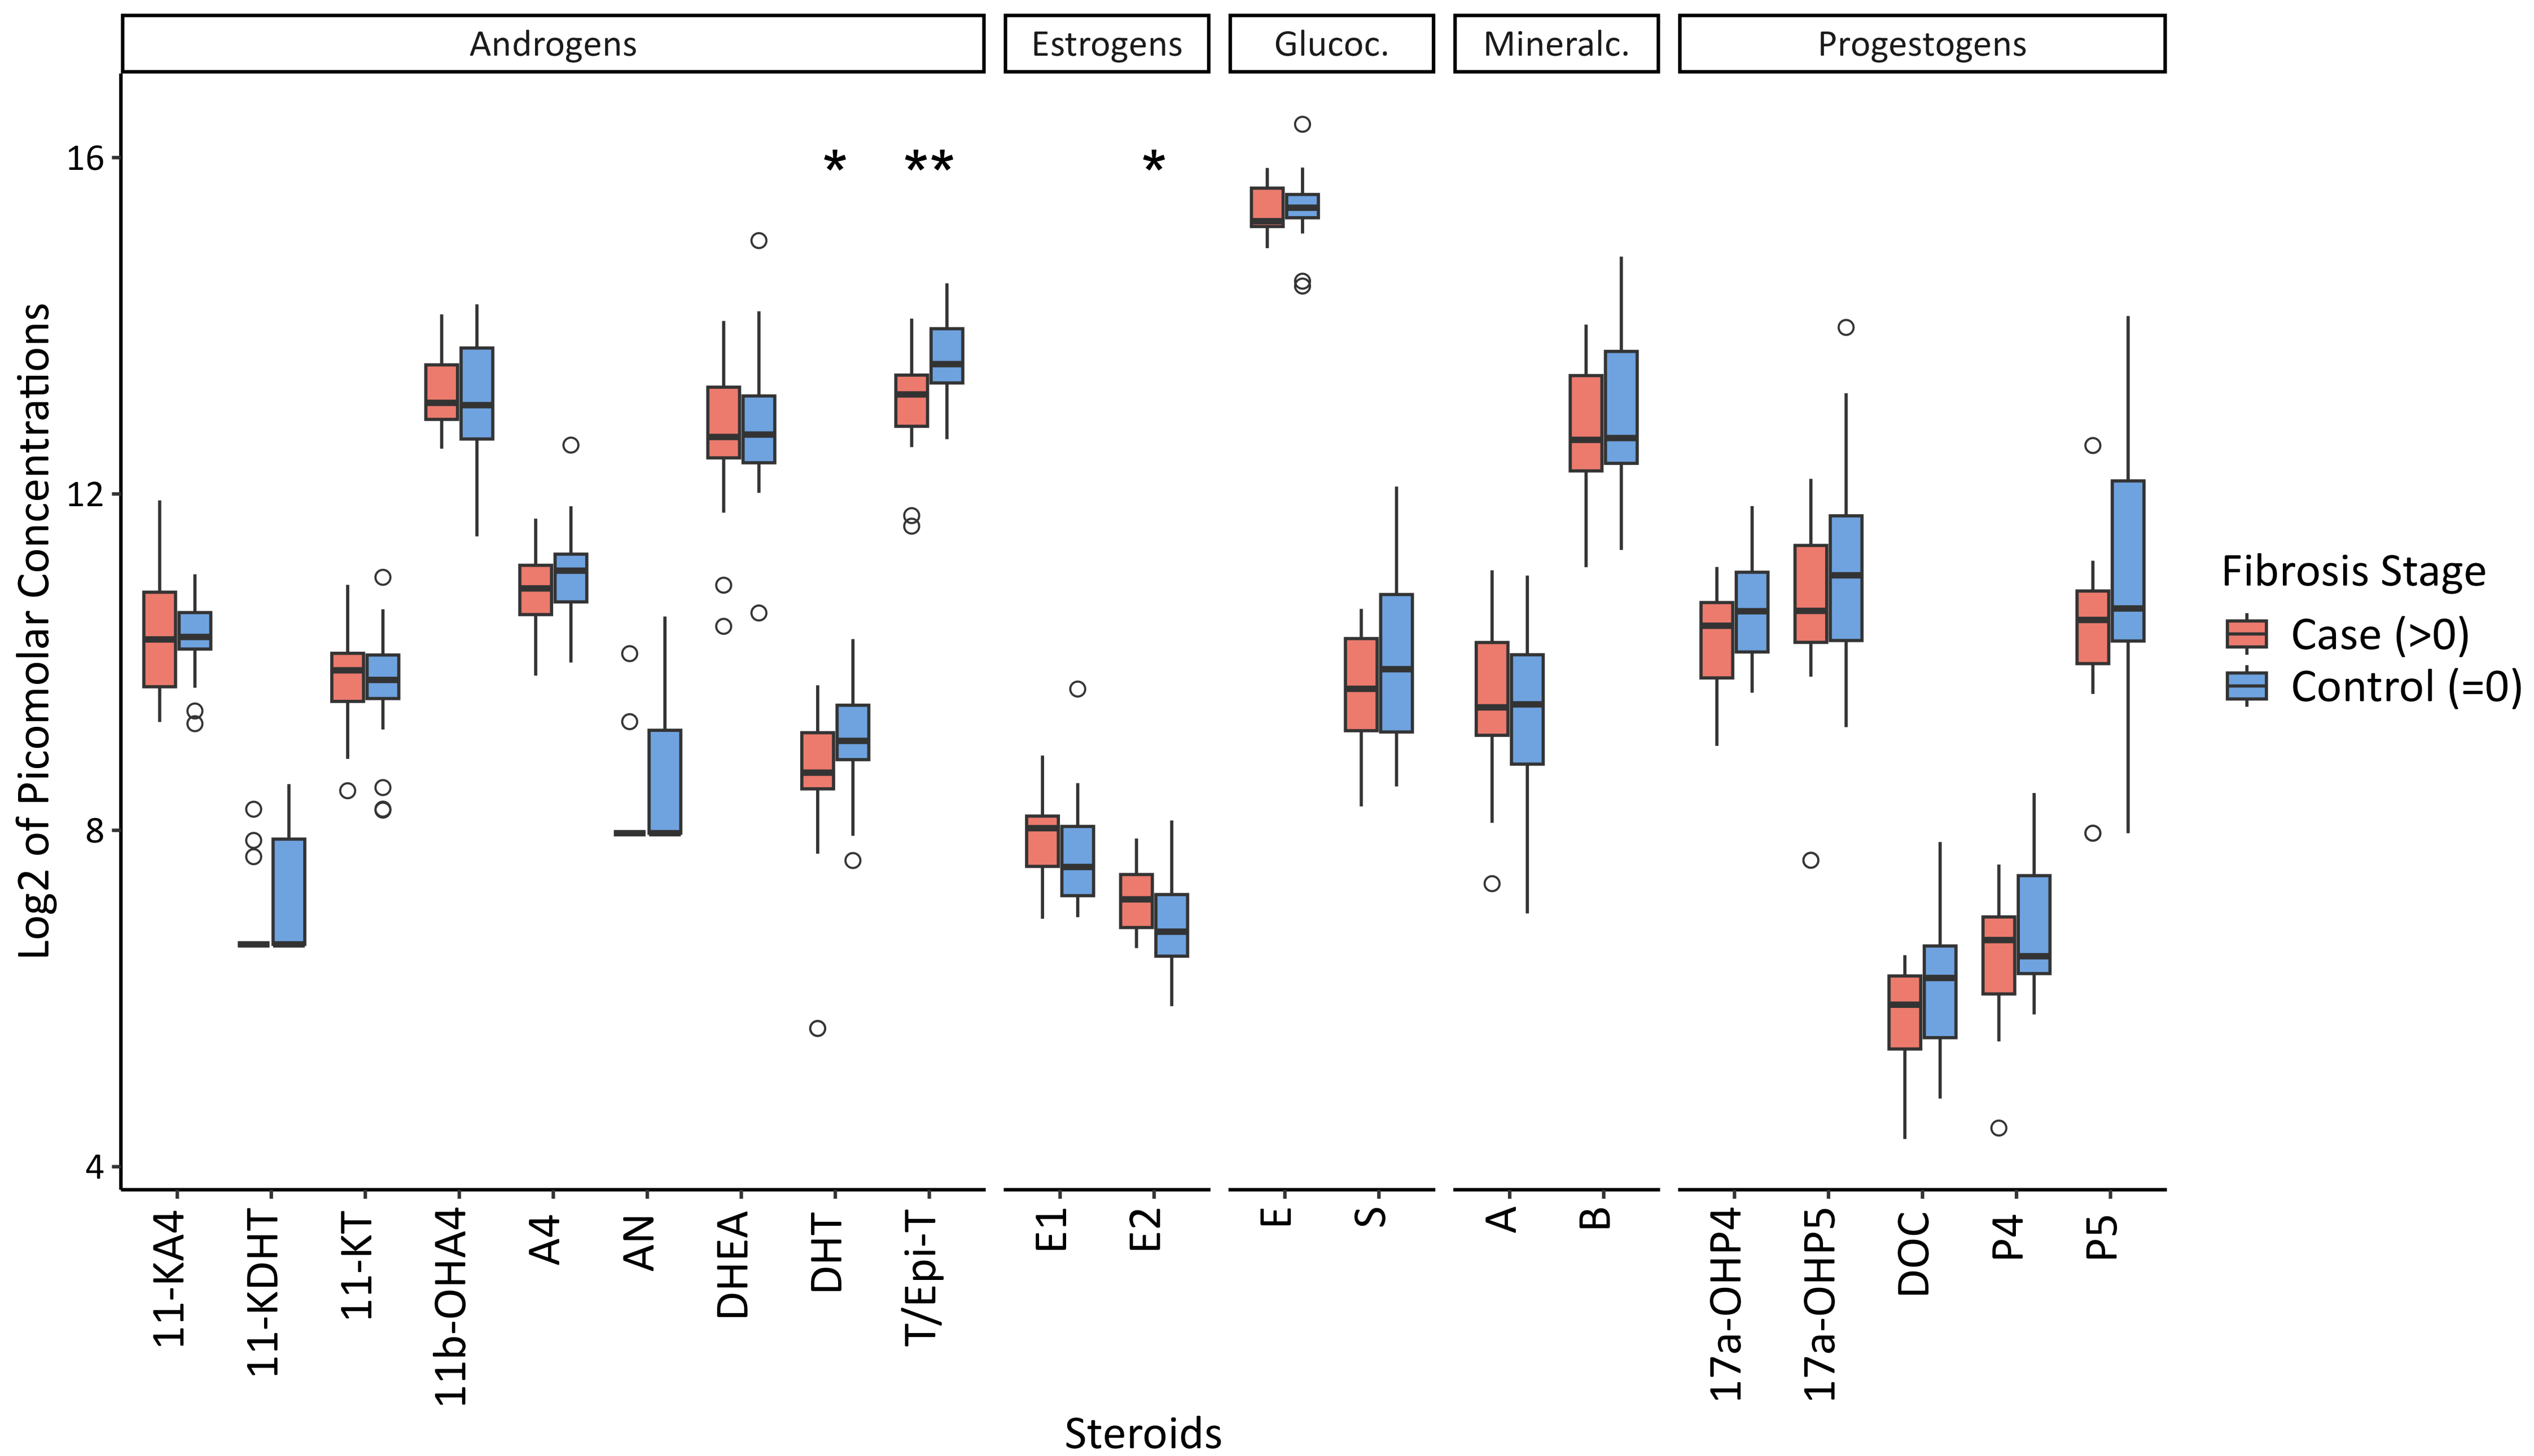 Androgens
Estrogens
Glucoc.
Mineralc.
Progestogens
* ** *
Log2 of Picomolar Concentrations
16
12
8
4
11-KA4
11-KDHT
11-KT
11b-OHA4
A4
AN
DHEA
DHT
T/Epi-T
E1
E2
E
S
A
B
17a-OHP4
17a-OHP5
DOC
P4
P5
Steroids
Fibrosis Stage
Case (>0)
Control (=0)